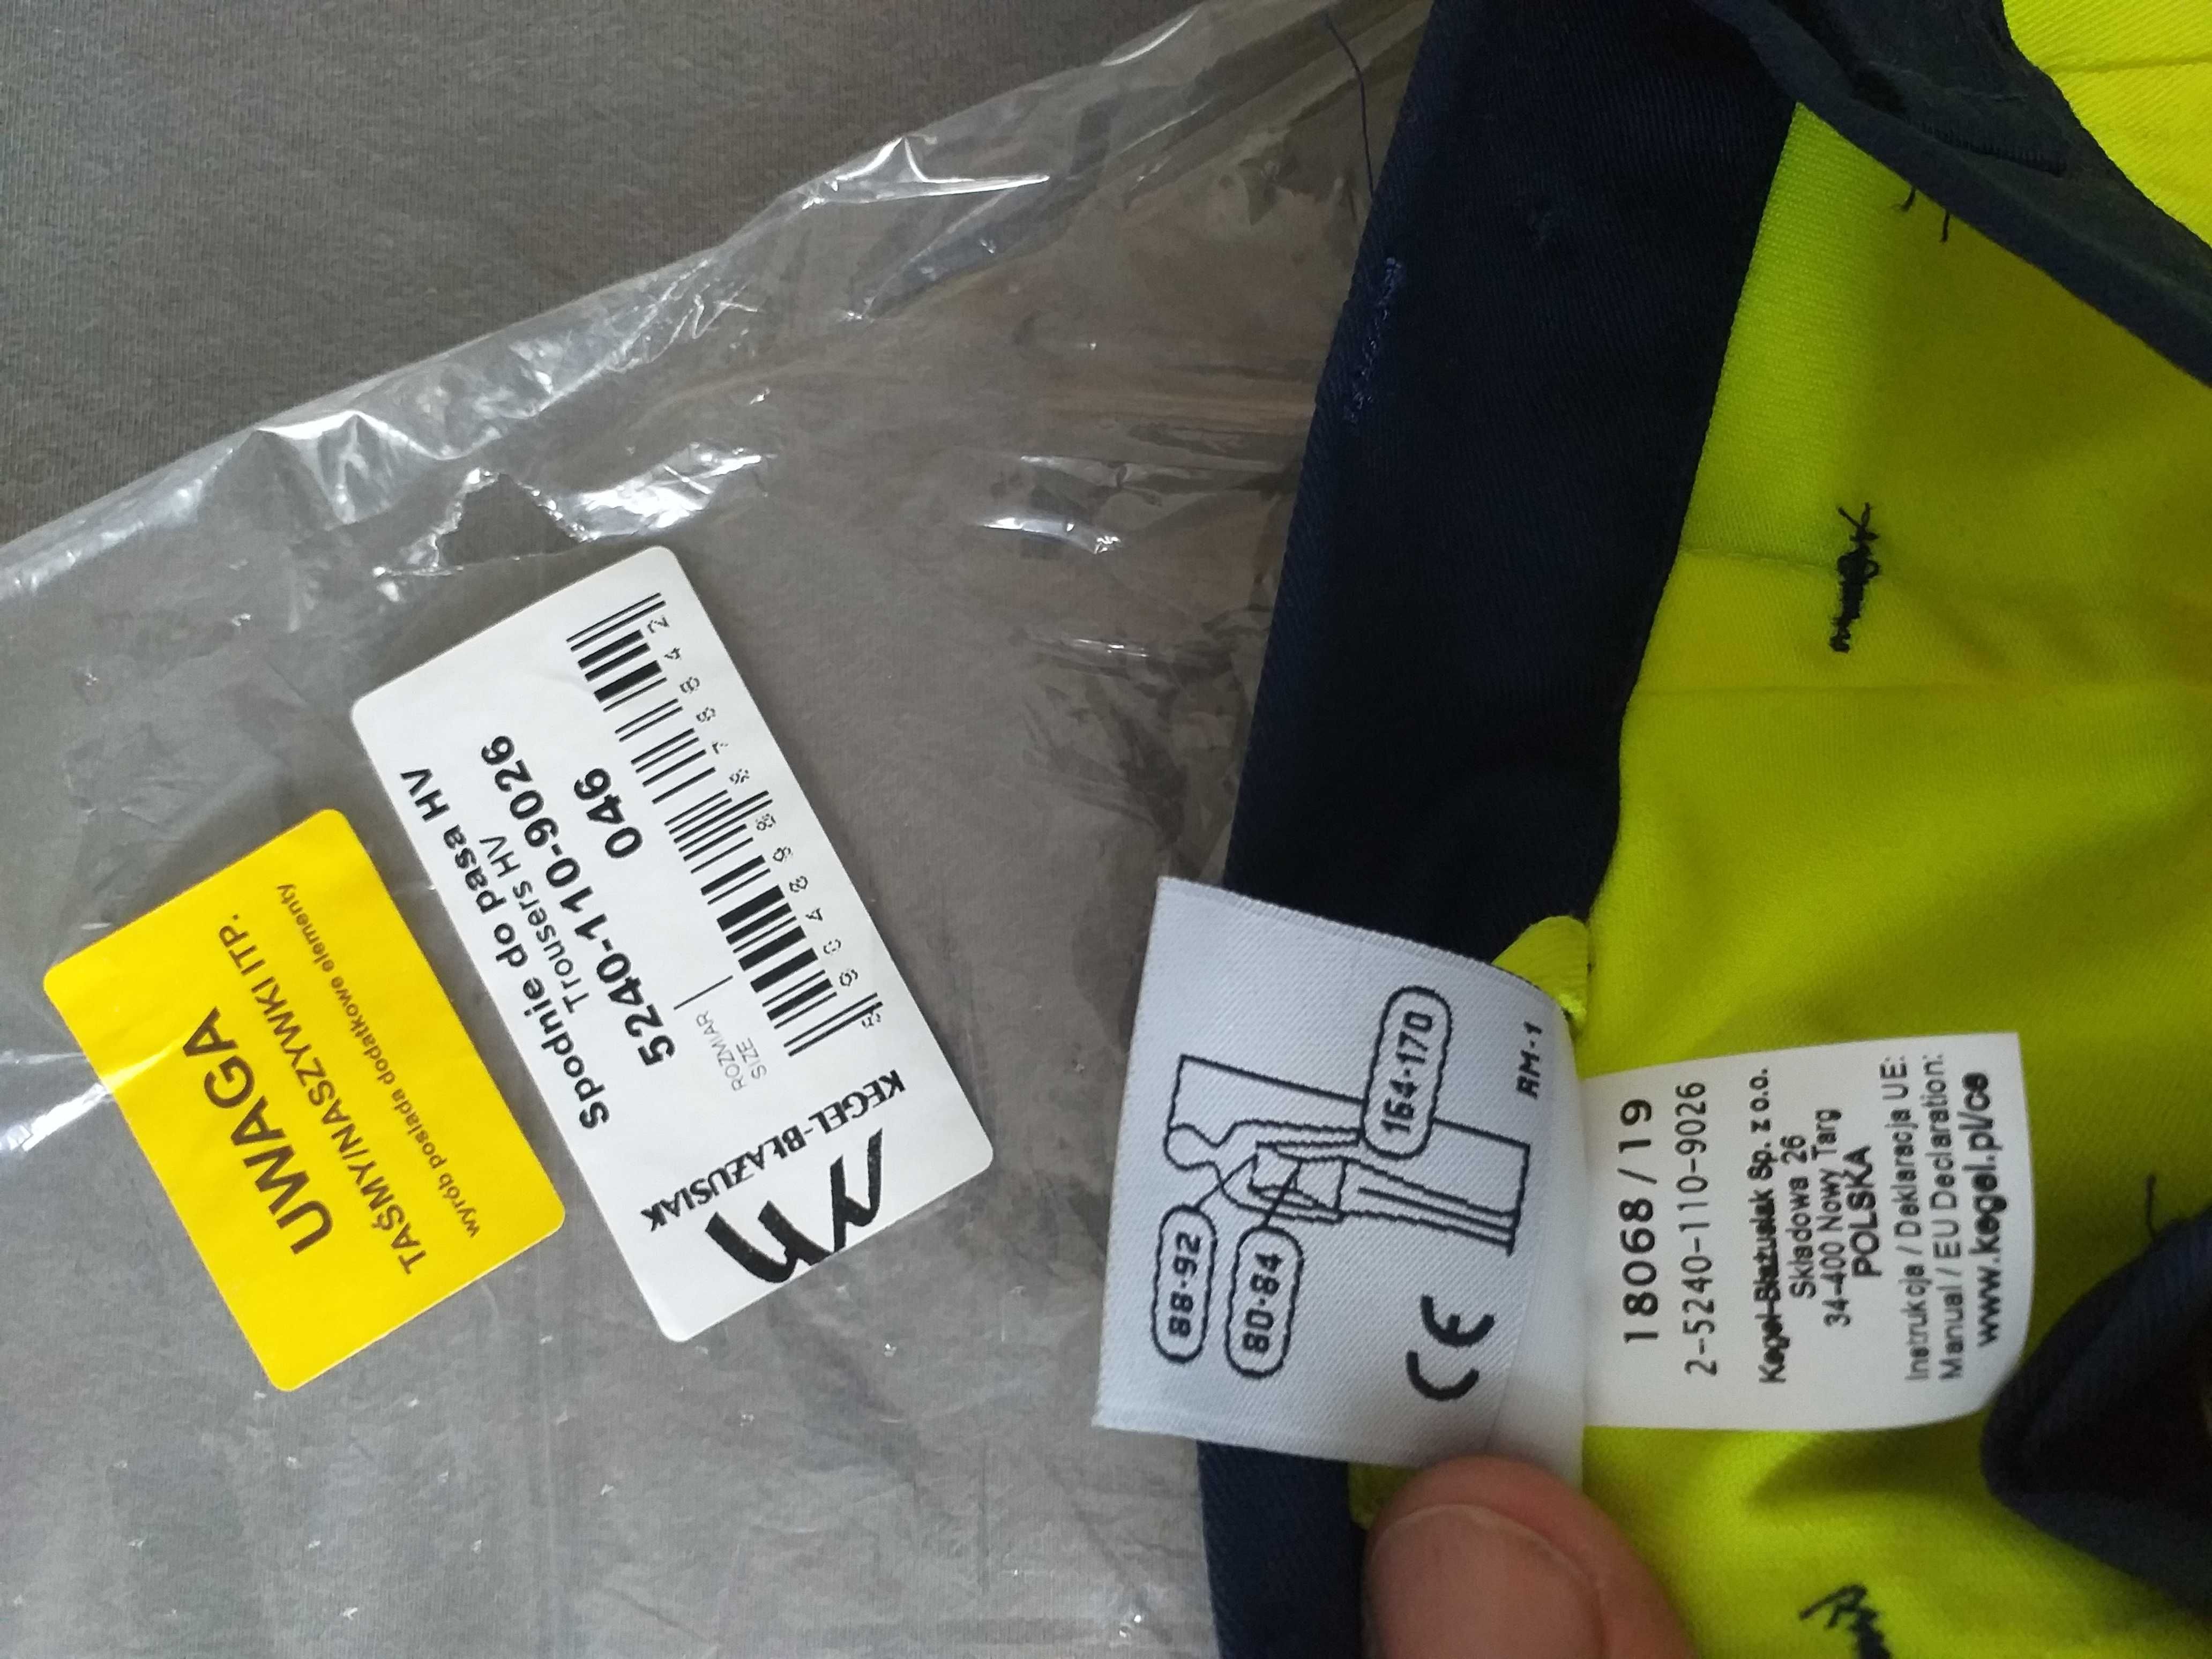 UWAGA
TAŚMY/NASZYWKI ITP.
wyrób posiada dodatkowe elementy
Spodnie do pasa HV
Trousers HV
5240-110-9026
ROZMIAR
SIZE
046
KEGEL-BŁAŻUSIAK
88-92
80-84
164-170
RM-1
CE
18068/19
2-5240-110-9026
Kegel-Błażusiak Sp. z o.o.
Składowa 26
34-400 Nowy Targ
POLSKA
Instrukcja / Deklaracja UE:
Manual / EU Declaration:
www.kegel.pl/ce